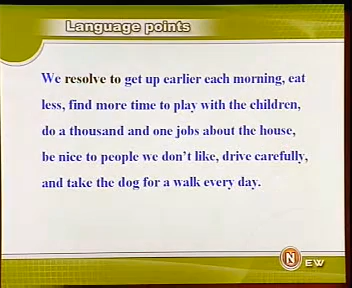 Language points
We resolve to get up earlier each morning, eat
less, find more time to play with the children,
do a thousand and one jobs about the house,
be nice to people we don't like, drive carefully,
and take the dog for a walk every day.
NEW